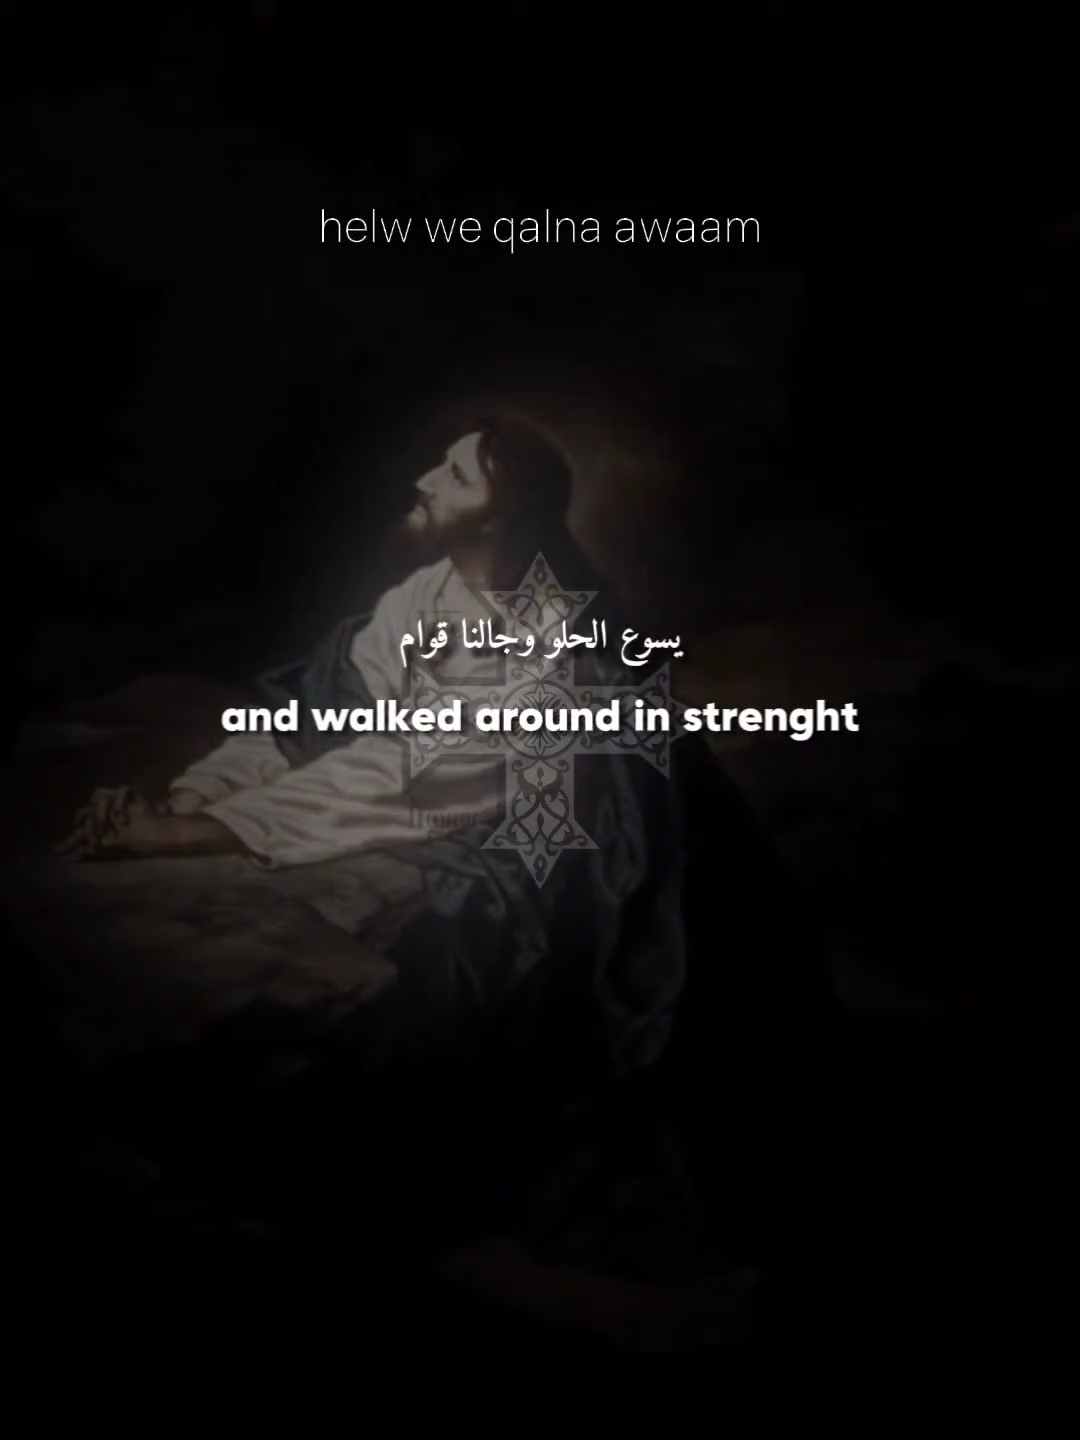 helw we qalna awaam
يسوع الحلو وجالنا قوام
and walked around in strenght